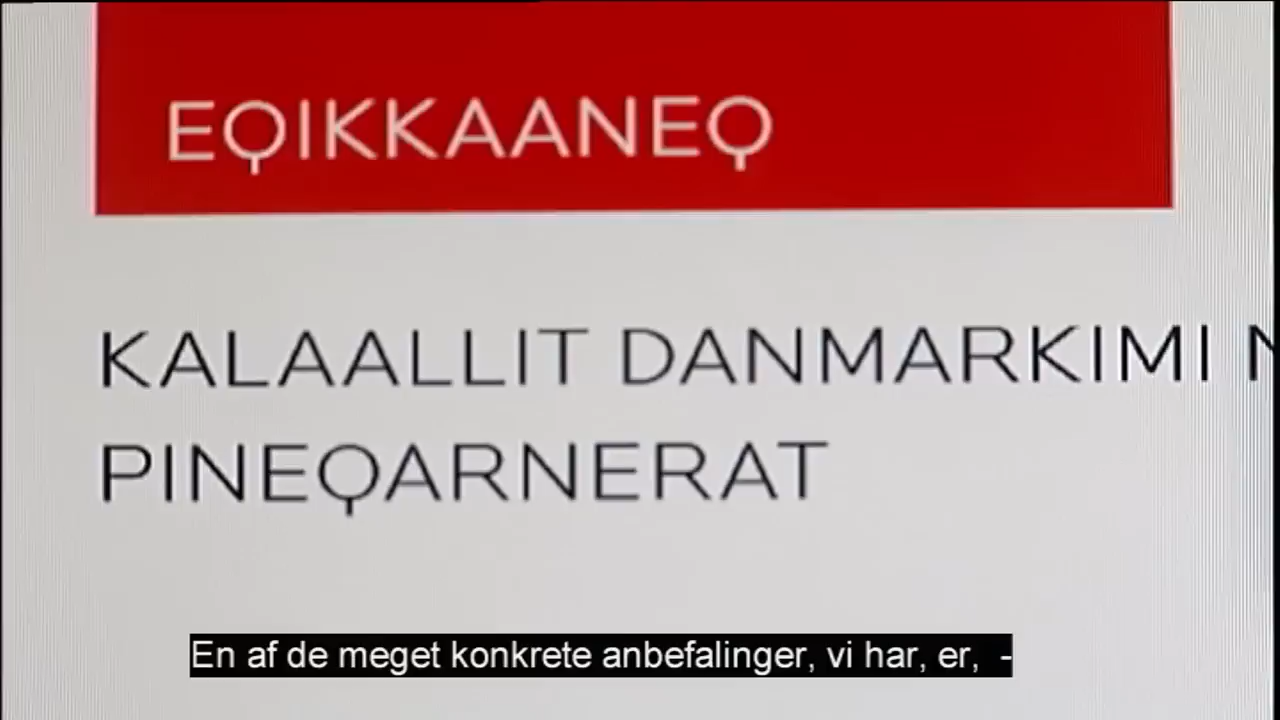 EQIKKAANEQ
KALAALLIT DANMARKIMI
PINEQARNERAT
En af de meget konkrete anbefalinger, vi har, er, -